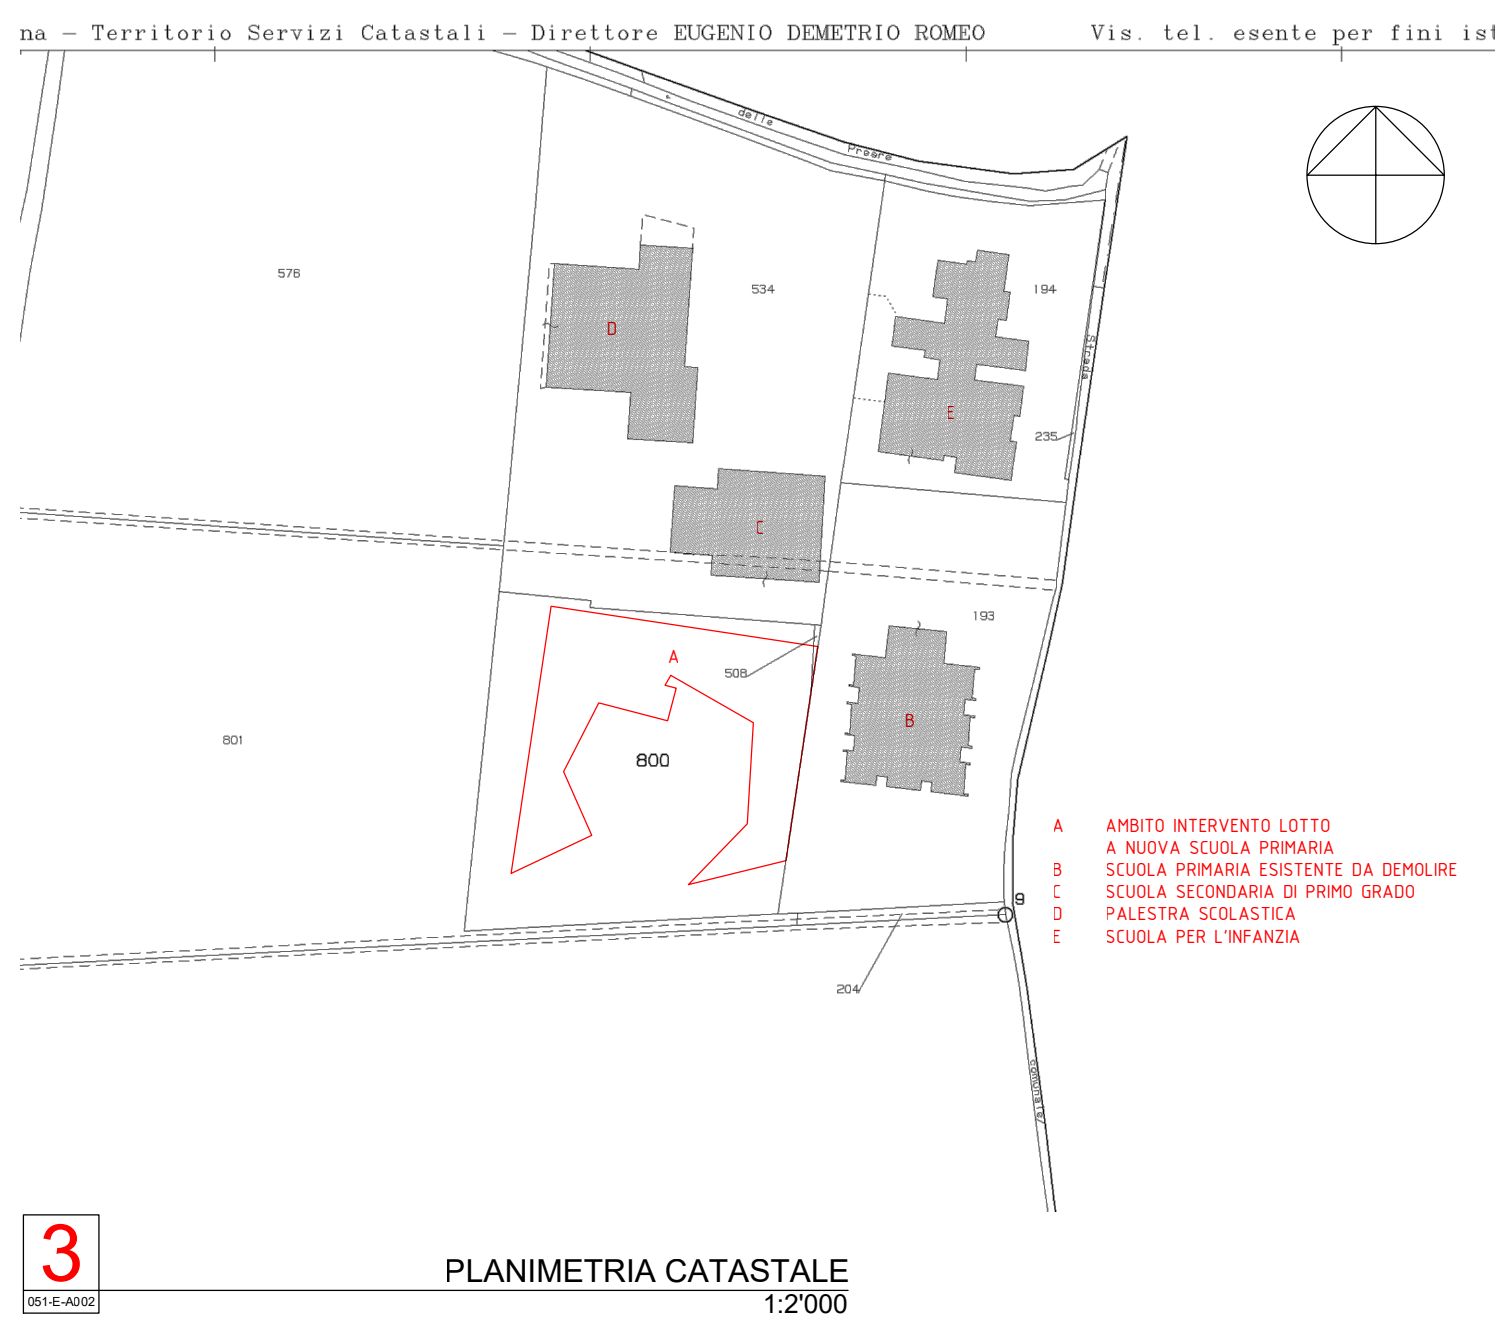 na – Territorio Servizi Catastali – Direttore EUGENIO DEMETRIO ROMEO
Vis. tel. esente per fini ist
delle
Preare
576
534
194
D
Strada
E
235
C
193
A
508
B
801
800
A AMBITO INTERVENTO LOTTO
A NUOVA SCUOLA PRIMARIA
B SCUOLA PRIMARIA ESISTENTE DA DEMOLIRE
C SCUOLA SECONDARIA DI PRIMO GRADO
D PALESTRA SCOLASTICA
E SCUOLA PER L'INFANZIA
9
204
comunale
3
051-E-A002
PLANIMETRIA CATASTALE
1:2'000